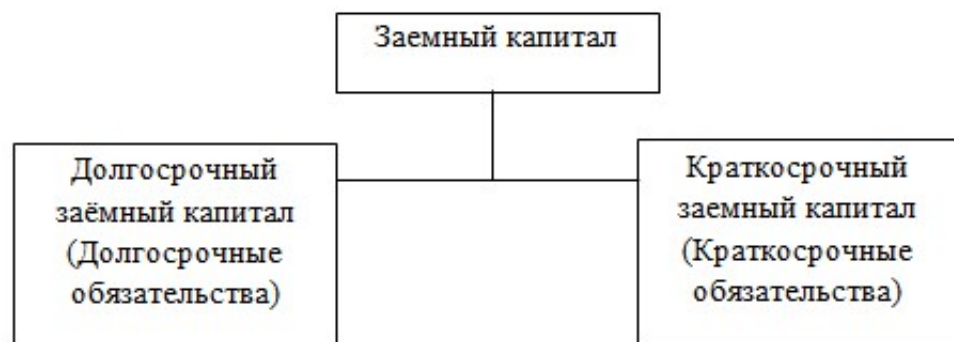 Заемный капитал
Долгосрочный
заёмный капитал
(Долгосрочные
обязательства)
Краткосрочный
заемный капитал
(Краткосрочные
обязательства)